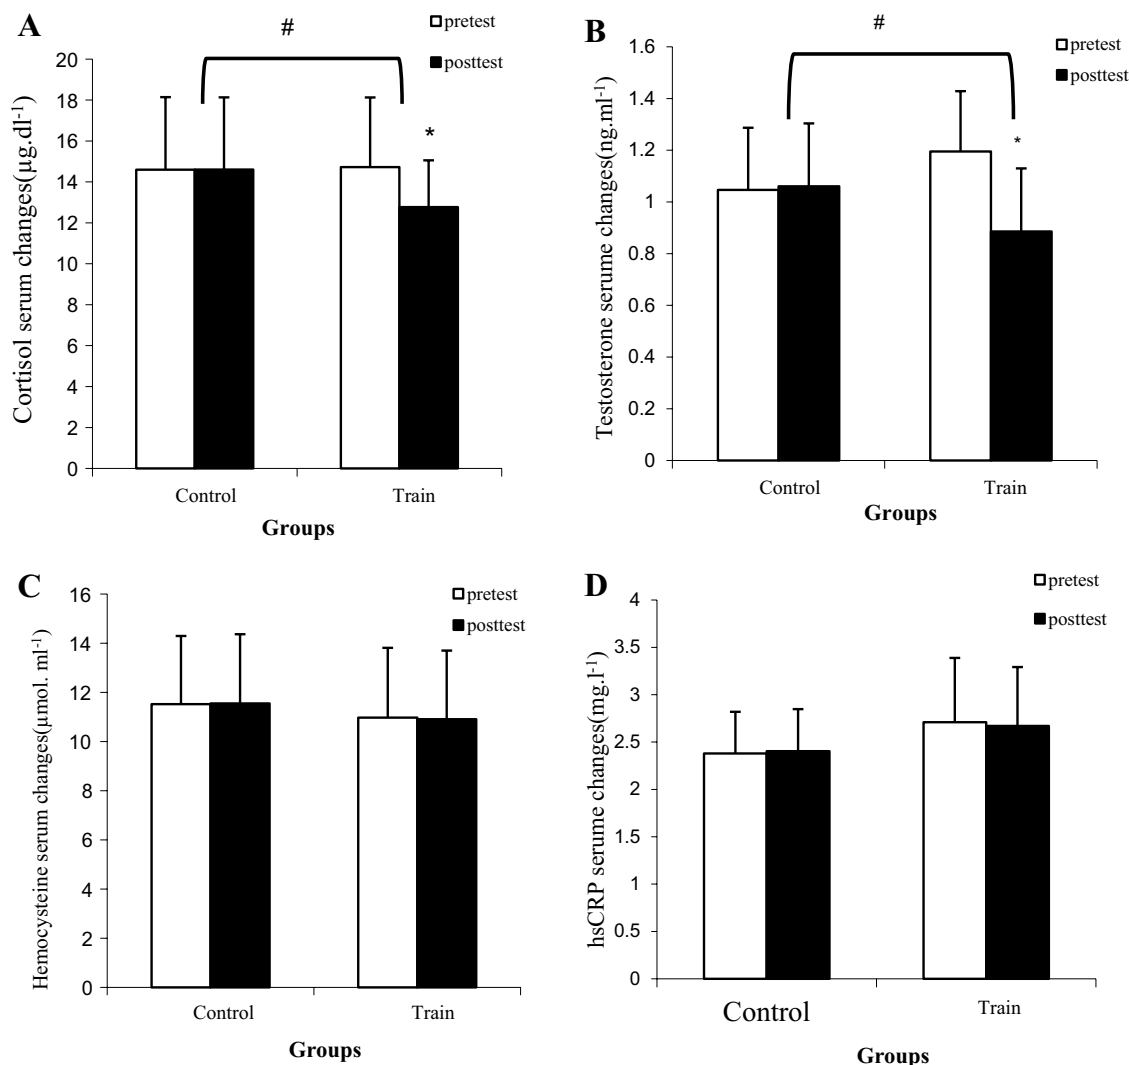 A
#
pretest
posttest
Cortisol serum changes(µg.dl-1)
20
18
16
14
12
10
8
6
4
2
0
*
Control
Train
Groups
B
#
pretest
posttest
Testosterone serume changes(ng.ml-1)
1.6
1.4
1.2
1
0.8
0.6
0.4
0.2
0
*
Control
Train
Groups
C
pretest
posttest
Hemocysteine serum changes(µmol. ml-1)
16
14
12
10
8
6
4
2
0
Control
Train
Groups
D
pretest
posttest
hsCRP serume changes(mg.l-1)
4
3.5
3
2.5
2
1.5
1
0.5
0
Control
Train
Groups